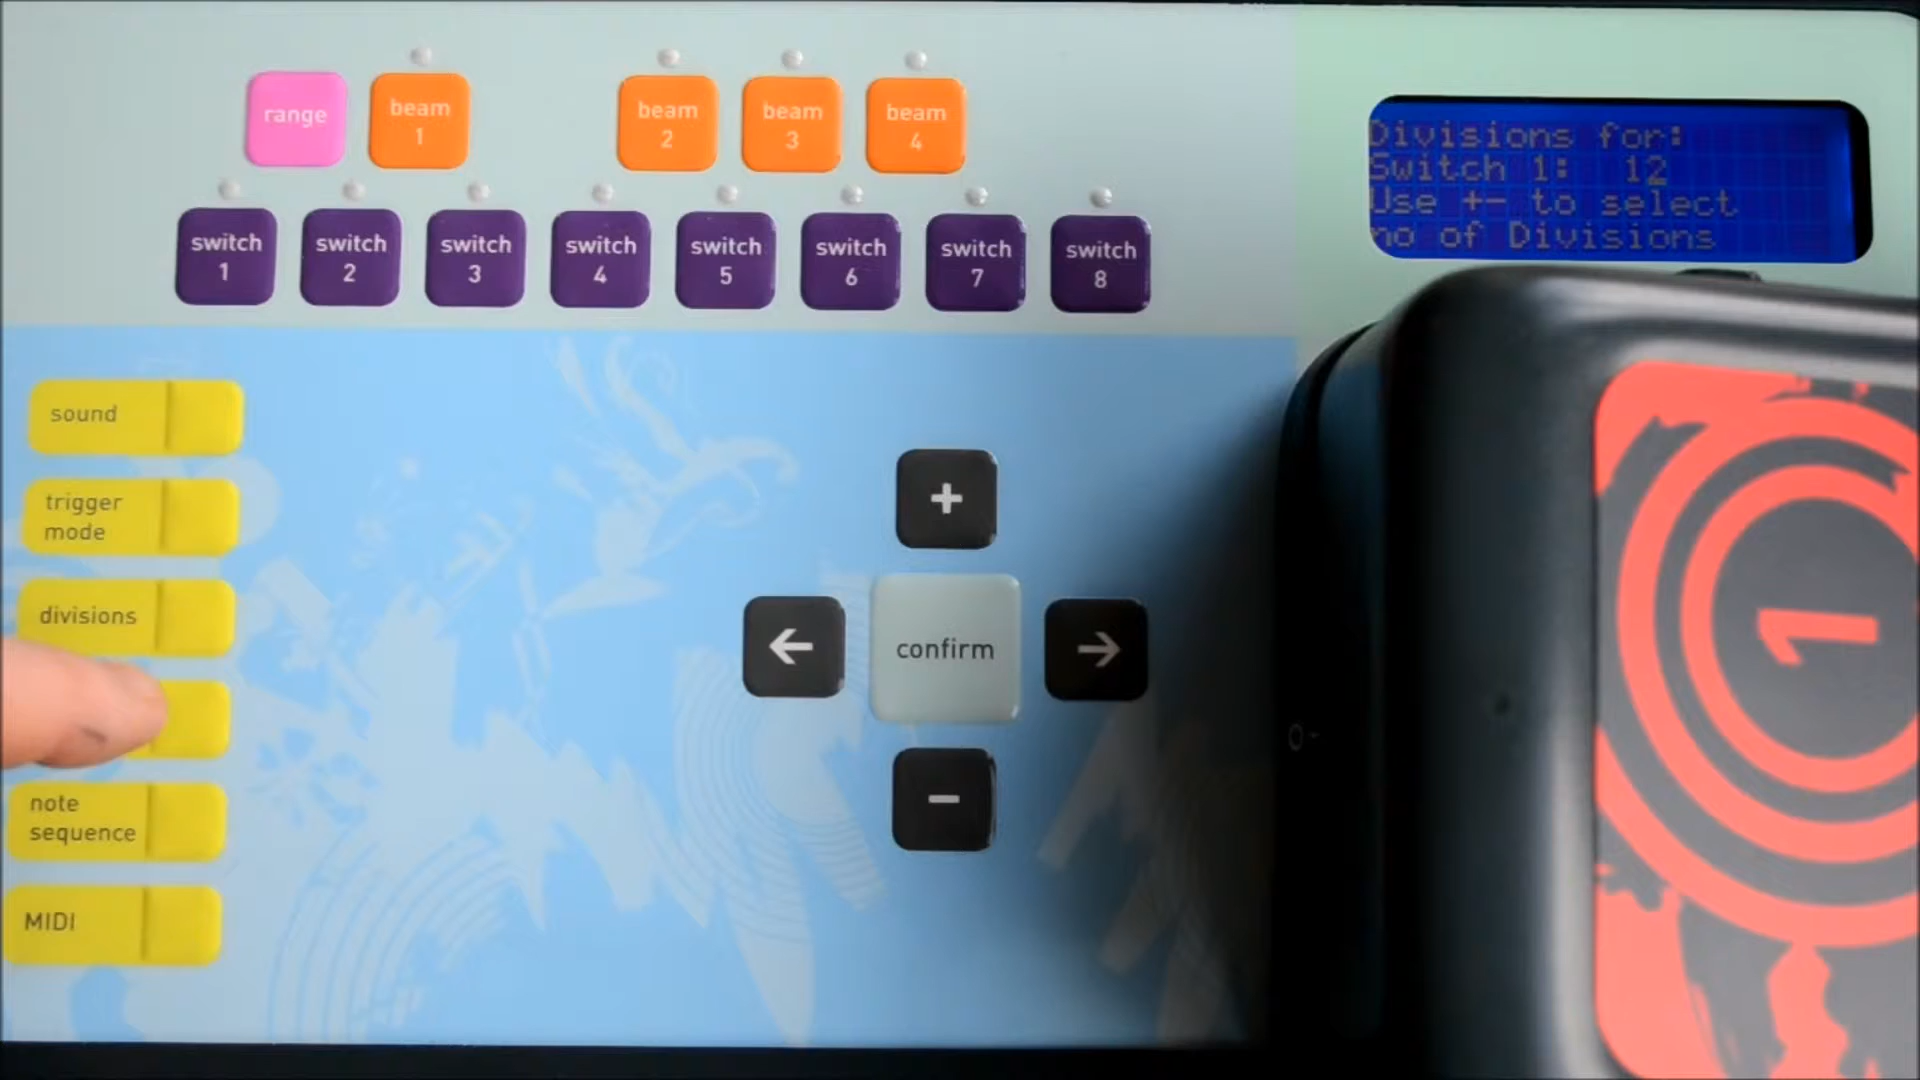 range
beam
1
beam
2
beam
3
beam
4
switch
1
switch
2
switch
3
switch
4
switch
5
switch
6
switch
7
switch
8
Divisions for:
Switch 1: 12
Use +- to select
no of Divisions
sound
trigger
mode
divisions
note
sequence
MIDI
+
←
confirm
→
−
1